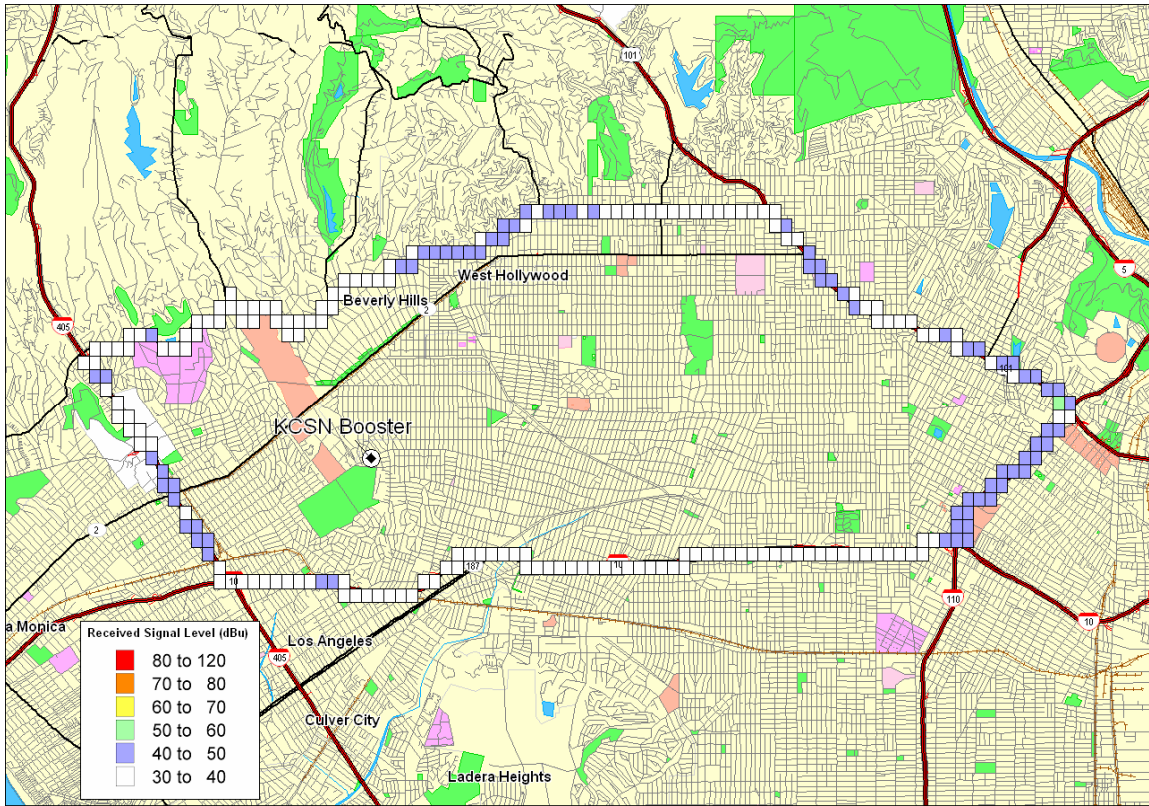 101
5
405
West Hollywood
Beverly Hills
2
101
KCSN Booster
2
187
10
10
110
10
a Monica
Los Angeles
405
Culver City
Ladera Heights
Received Signal Level (dBu)
80 to 120
70 to 80
60 to 70
50 to 60
40 to 50
30 to 40